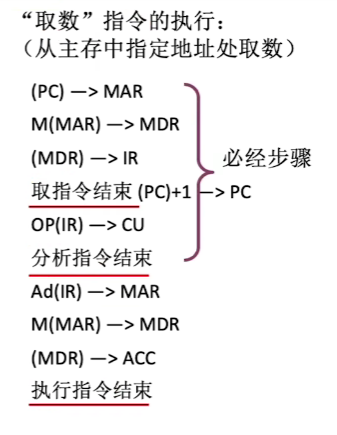 “取数”指令的执行：
（从主存中指定地址处取数）
(PC) —> MAR
M(MAR) —> MDR
(MDR) —> IR
必经步骤
取指令结束 (PC)+1 —> PC
OP(IR) —> CU
分析指令结束
Ad(IR) —> MAR
M(MAR) —> MDR
(MDR) —> ACC
执行指令结束